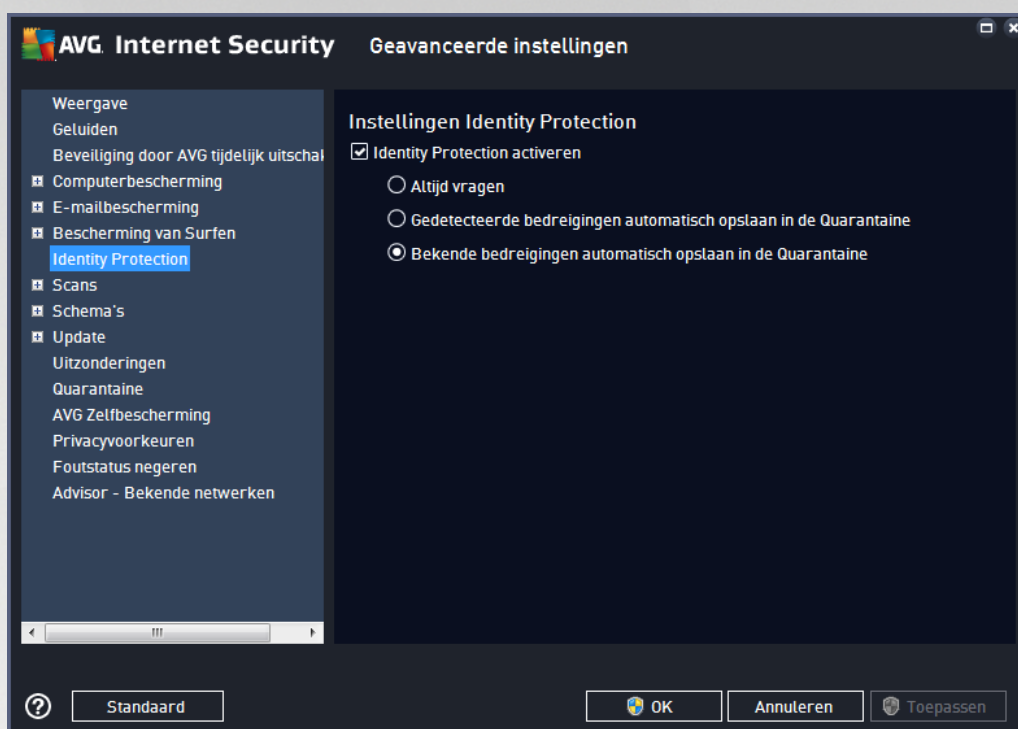 AVG Internet Security Geavanceerde instellingen
Weergave
Geluiden
Beveiliging door AVG tijdelijk uitschal
Computerbescherming
E-mailbescherming
Bescherming van Surfen
Identity Protection
Scans
Schema's
Update
Uitzonderingen
Quarantaine
AVG Zelfbescherming
Privacyvoorkeuren
Foutstatus negeren
Advisor - Bekende netwerken
Instellingen Identity Protection
Identity Protection activeren
Altijd vragen
Gedetecteerde bedreigingen automatisch opslaan in de Quarantaine
Bekende bedreigingen automatisch opslaan in de Quarantaine
Standaard
OK
Annuleren
Toepassen